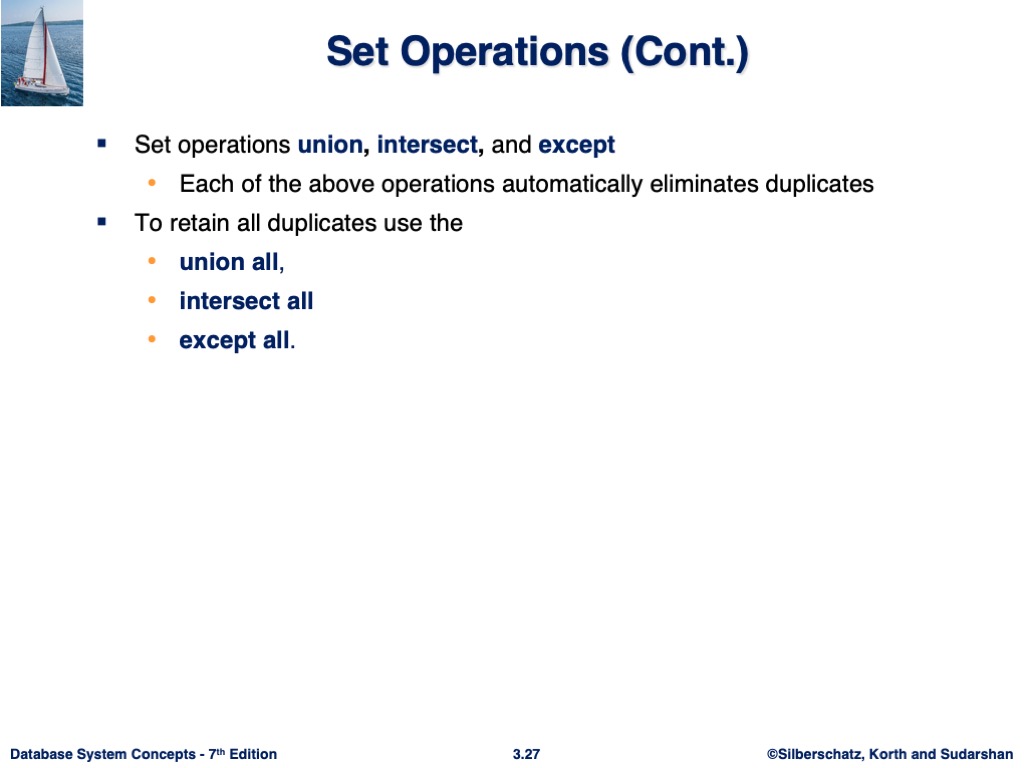 Set Operations (Cont.)
▪ Set operations union, intersect, and except
• Each of the above operations automatically eliminates duplicates
▪ To retain all duplicates use the
• union all,
• intersect all
• except all.
Database System Concepts - 7th Edition
3.27
©Silberschatz, Korth and Sudarshan